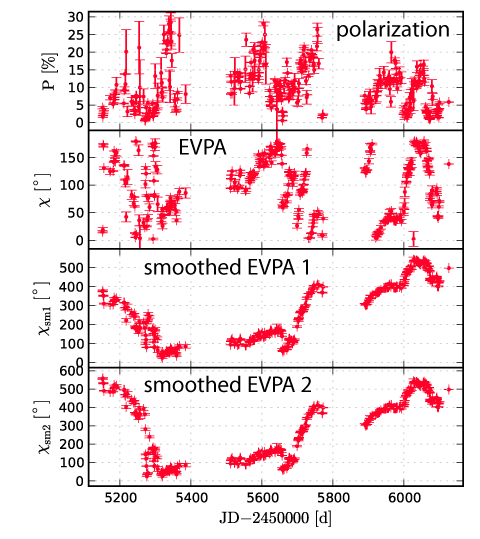 polarization
P [%]
30
25
20
15
10
5
0
EVPA
χ [°]
150
100
50
0
smoothed EVPA 1
χsm1 [°]
500
400
300
200
100
0
smoothed EVPA 2
χsm2 [°]
600
500
400
300
200
100
0
5200 5400 5600 5800 6000
JD−2450000 [d]